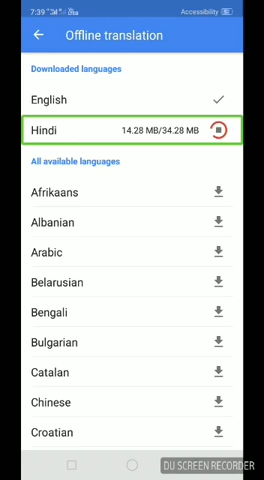 7:39
Accessibility
Offline translation
Downloaded languages
English
Hindi 14.28 MB/34.28 MB
All available languages
Afrikaans
Albanian
Arabic
Belarusian
Bengali
Bulgarian
Catalan
Chinese
Croatian
DU SCREEN RECORDER